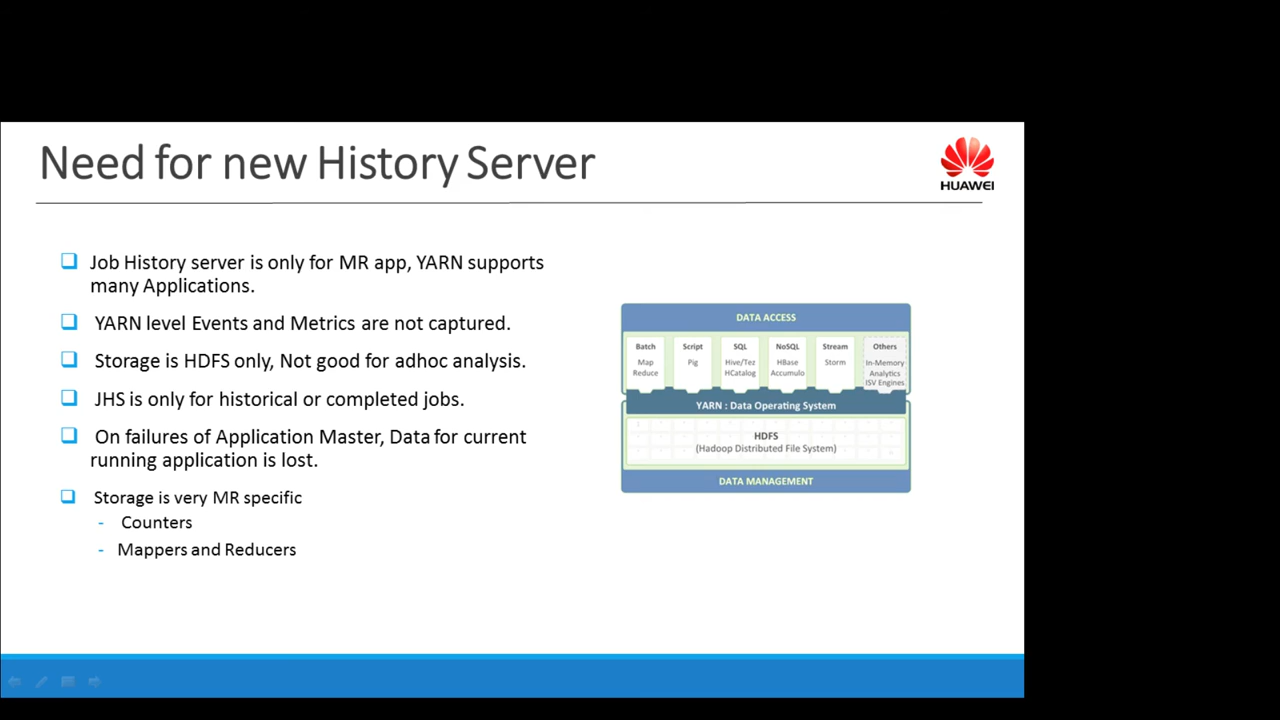 Need for new History Server
HUAWEI
Job History server is only for MR app, YARN supports
many Applications.
YARN level Events and Metrics are not captured.
Storage is HDFS only, Not good for adhoc analysis.
JHS is only for historical or completed jobs.
On failures of Application Master, Data for current
running application is lost.
Storage is very MR specific
- Counters
- Mappers and Reducers
DATA ACCESS
Batch
Map
Reduce
Script
Pig
SQL
Hive/Tez
HCatalog
NoSQL
HBase
Accumulo
Stream
Storm
Others
In-Memory
Analytics
ISV Engines
YARN : Data Operating System
HDFS
(Hadoop Distributed File System)
DATA MANAGEMENT